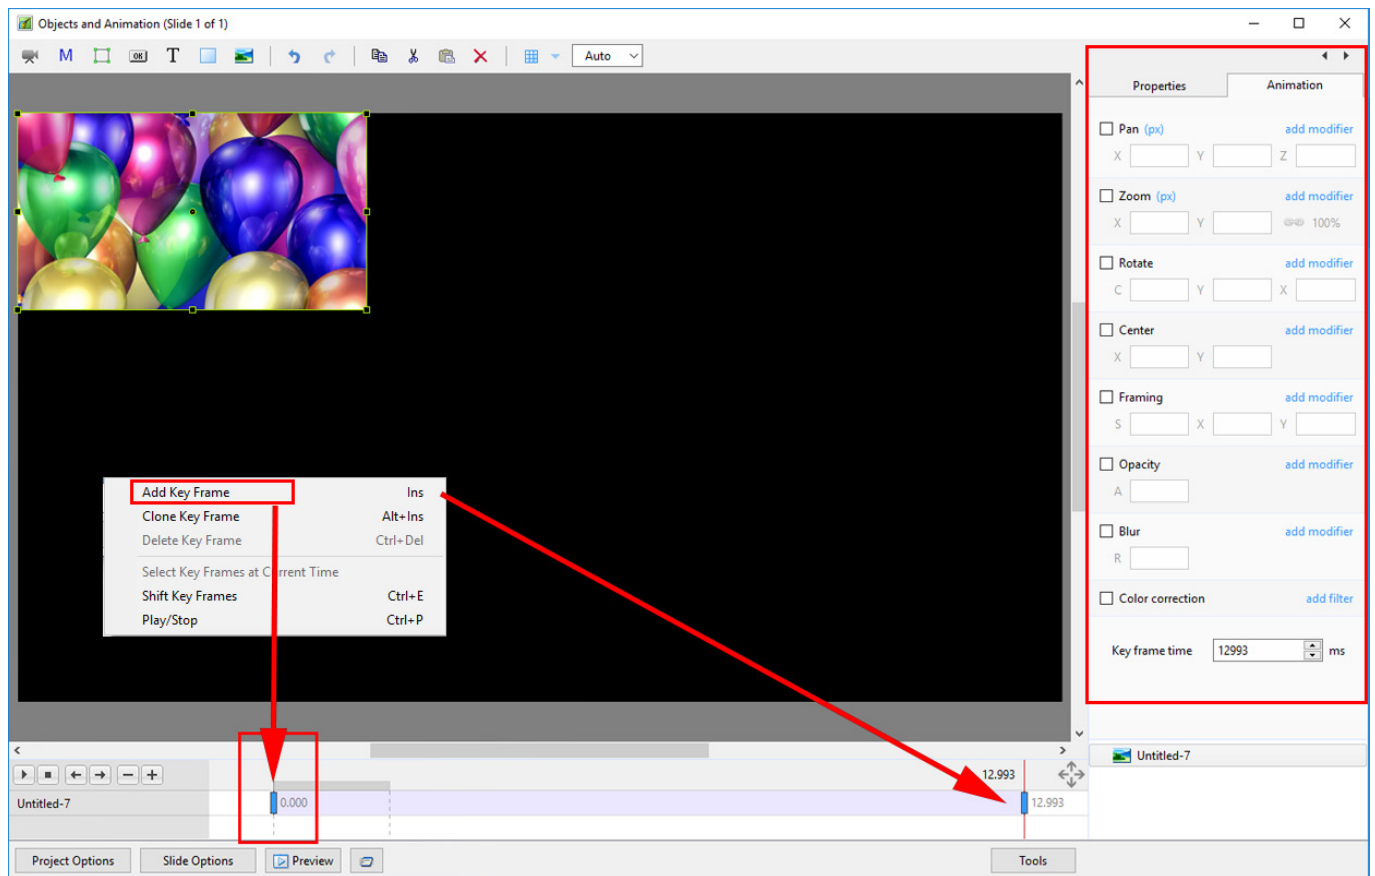 Objects and Animation (Slide 1 of 1)
M OK T Auto
Properties Animation
Pan (px) add modifier
X Y Z
Zoom (px) add modifier
X Y 100%
Rotate add modifier
C Y X
Center add modifier
X Y
Framing add modifier
S X Y
Opacity add modifier
A
Blur add modifier
R
Color correction add filter
Key frame time 12993 ms
Add Key Frame Ins
Clone Key Frame Alt+Ins
Delete Key Frame Ctrl+Del
Select Key Frames at Current Time
Shift Key Frames Ctrl+E
Play/Stop Ctrl+P
Untitled-7
12.993
Untitled-7 0.000 12.993
Project Options Slide Options Preview Tools